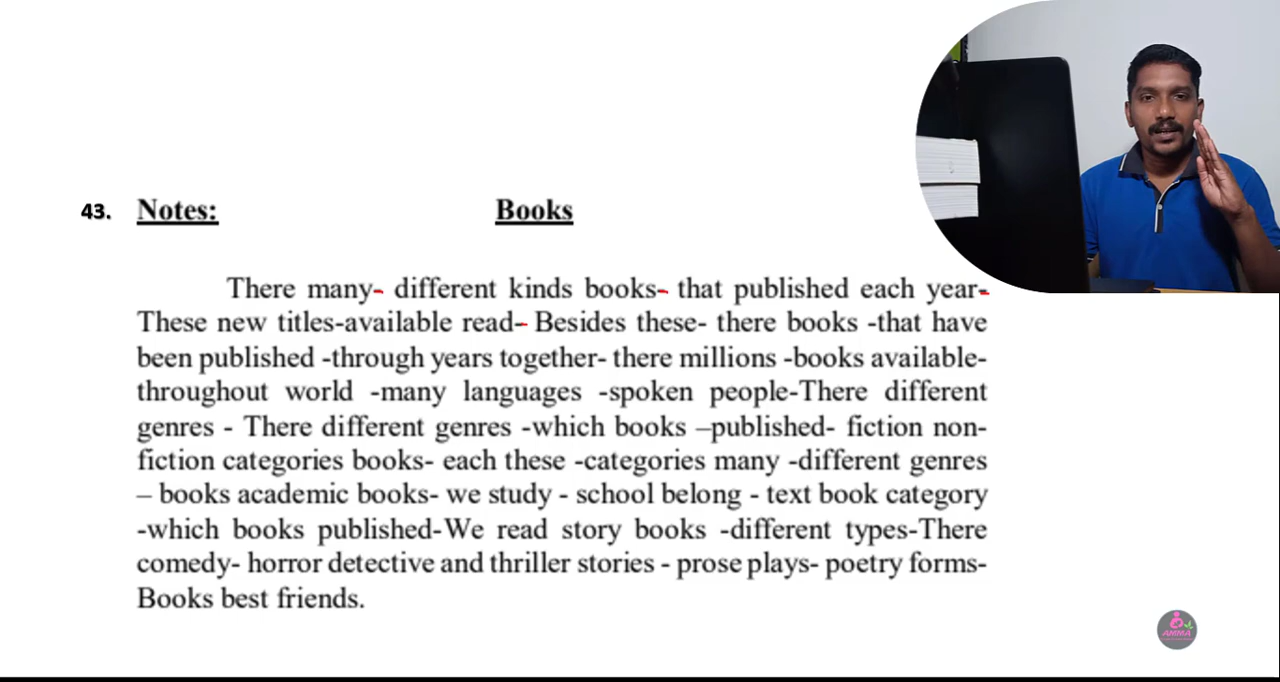 43. Notes: Books
There many- different kinds books- that published each year-
These new titles-available read- Besides these- there books -that have
been published -through years together- there millions -books available-
throughout world -many languages -spoken people-There different
genres - There different genres -which books –published- fiction non-
fiction categories books- each these -categories many -different genres
– books academic books- we study - school belong - text book category
-which books published-We read story books -different types-There
comedy- horror detective and thriller stories - prose plays- poetry forms-
Books best friends.
AMMA